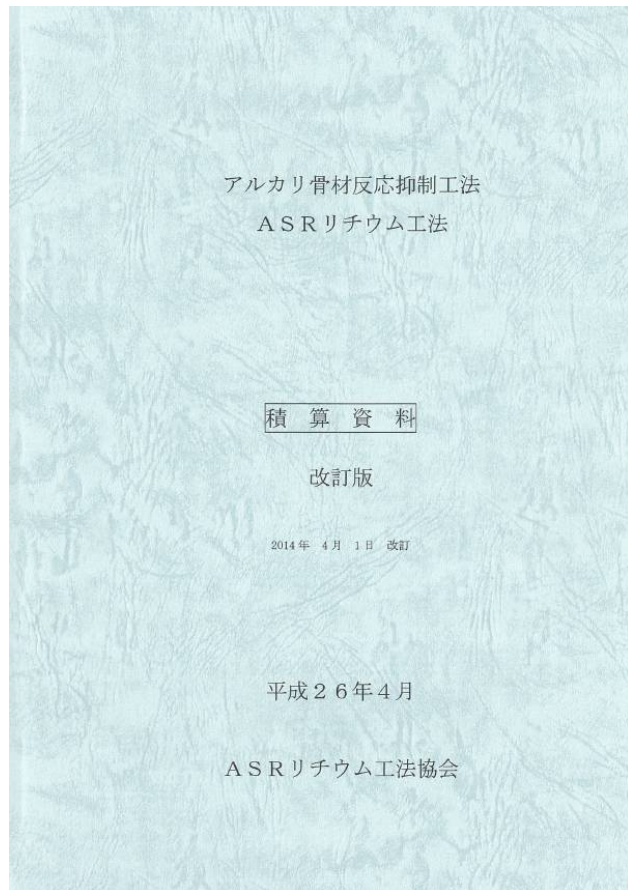 アルカリ骨材反応抑制工法
ＡＳＲリチウム工法
積　算　資　料
改訂版
2014年　4月　1日　改訂
平成２６年４月
ＡＳＲリチウム工法協会